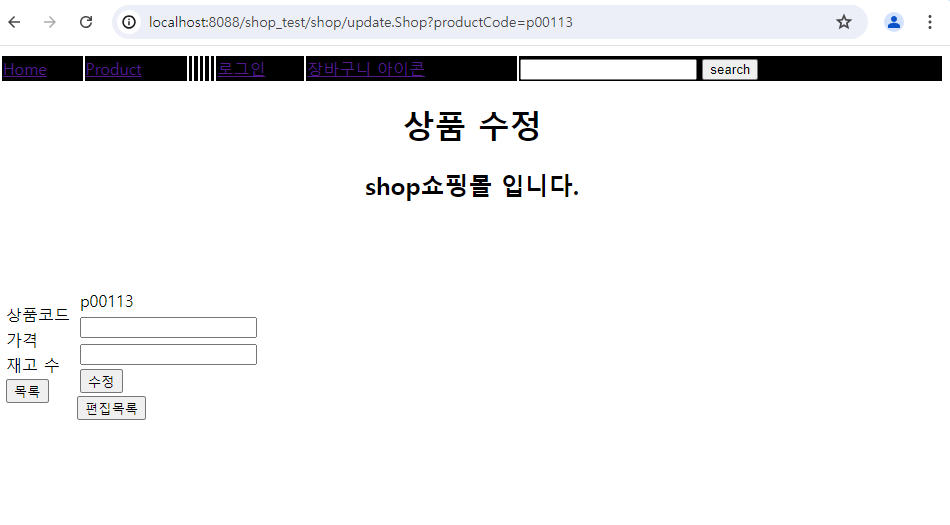 localhost:8088/shop_test/shop/update.Shop?productCode=p00113
Home Product 로그인 장바구니 아이콘 search
상품 수정
shop쇼핑몰 입니다.
상품코드 p00113
가격
재고 수
목록 수정
편집목록